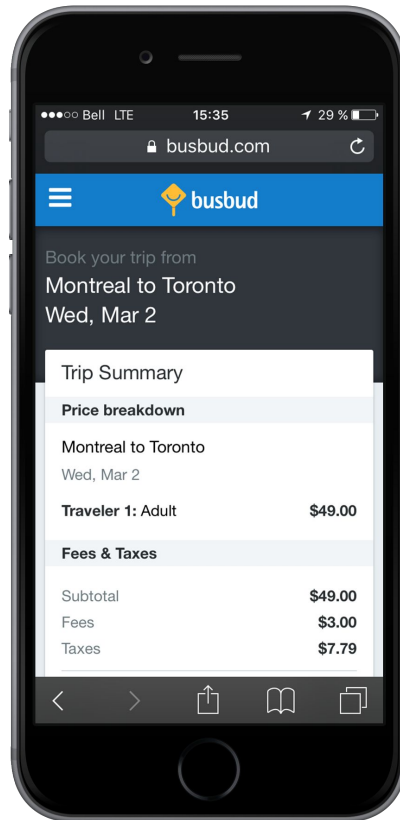 ●●●○○ Bell LTE 15:35 29 %
busbud.com
busbud
Book your trip from
Montreal to Toronto
Wed, Mar 2
Trip Summary
Price breakdown
Montreal to Toronto
Wed, Mar 2
Traveler 1: Adult $49.00
Fees & Taxes
Subtotal $49.00
Fees $3.00
Taxes $7.79